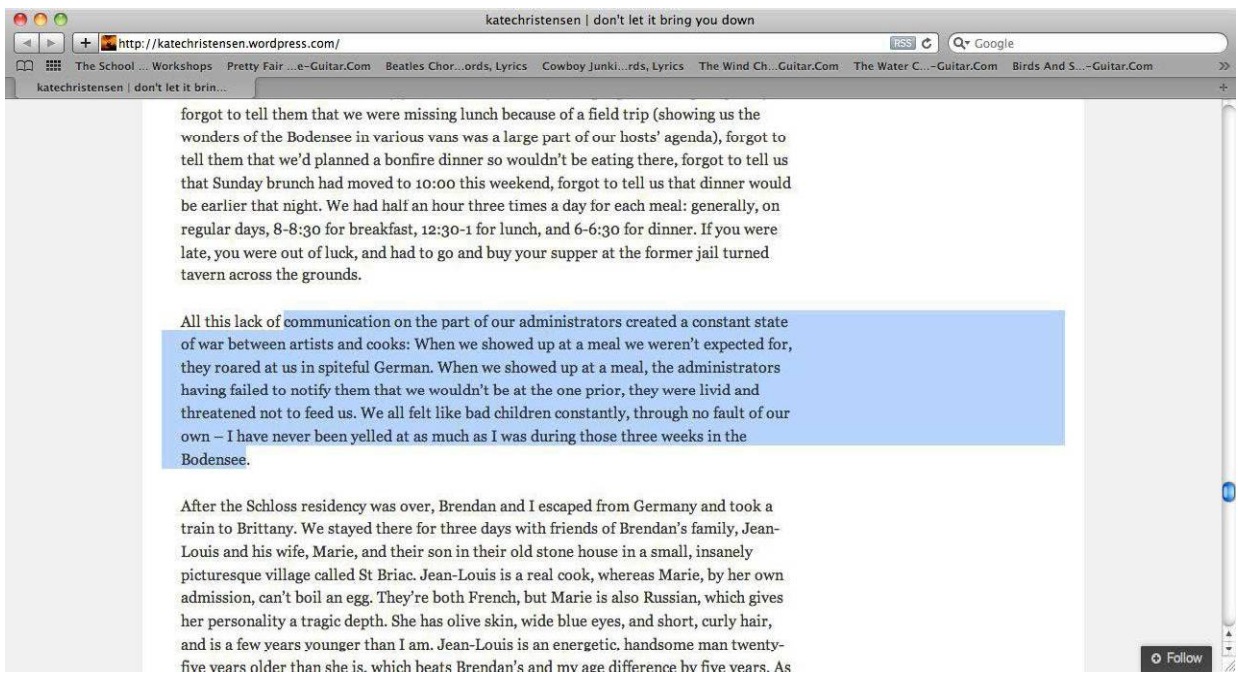 katechristensen | don't let it bring you down
http://katechristensen.wordpress.com/
RSS
Google
The School ... Workshops Pretty Fair ...e-Guitar.Com Beatles Chor...ords, Lyrics Cowboy Junki...rds, Lyrics The Wind Ch...Guitar.Com The Water C...-Guitar.Com Birds And S...-Guitar.Com
katechristensen | don't let it brin...
forgot to tell them that we were missing lunch because of a field trip (showing us the
wonders of the Bodensee in various vans was a large part of our hosts' agenda), forgot to
tell them that we'd planned a bonfire dinner so wouldn't be eating there, forgot to tell us
that Sunday brunch had moved to 10:00 this weekend, forgot to tell us that dinner would
be earlier that night. We had half an hour three times a day for each meal: generally, on
regular days, 8-8:30 for breakfast, 12:30-1 for lunch, and 6-6:30 for dinner. If you were
late, you were out of luck, and had to go and buy your supper at the former jail turned
tavern across the grounds.
All this lack of communication on the part of our administrators created a constant state
of war between artists and cooks: When we showed up at a meal we weren't expected for,
they roared at us in spiteful German. When we showed up at a meal, the administrators
having failed to notify them that we wouldn't be at the one prior, they were livid and
threatened not to feed us. We all felt like bad children constantly, through no fault of our
own – I have never been yelled at as much as I was during those three weeks in the
Bodensee.
After the Schloss residency was over, Brendan and I escaped from Germany and took a
train to Brittany. We stayed there for three days with friends of Brendan's family, Jean-
Louis and his wife, Marie, and their son in their old stone house in a small, insanely
picturesque village called St Briac. Jean-Louis is a real cook, whereas Marie, by her own
admission, can't boil an egg. They're both French, but Marie is also Russian, which gives
her personality a tragic depth. She has olive skin, wide blue eyes, and short, curly hair,
and is a few years younger than I am. Jean-Louis is an energetic, handsome man twenty-
five years older than she is, which beats Brendan's and my age difference by five years. As
Follow